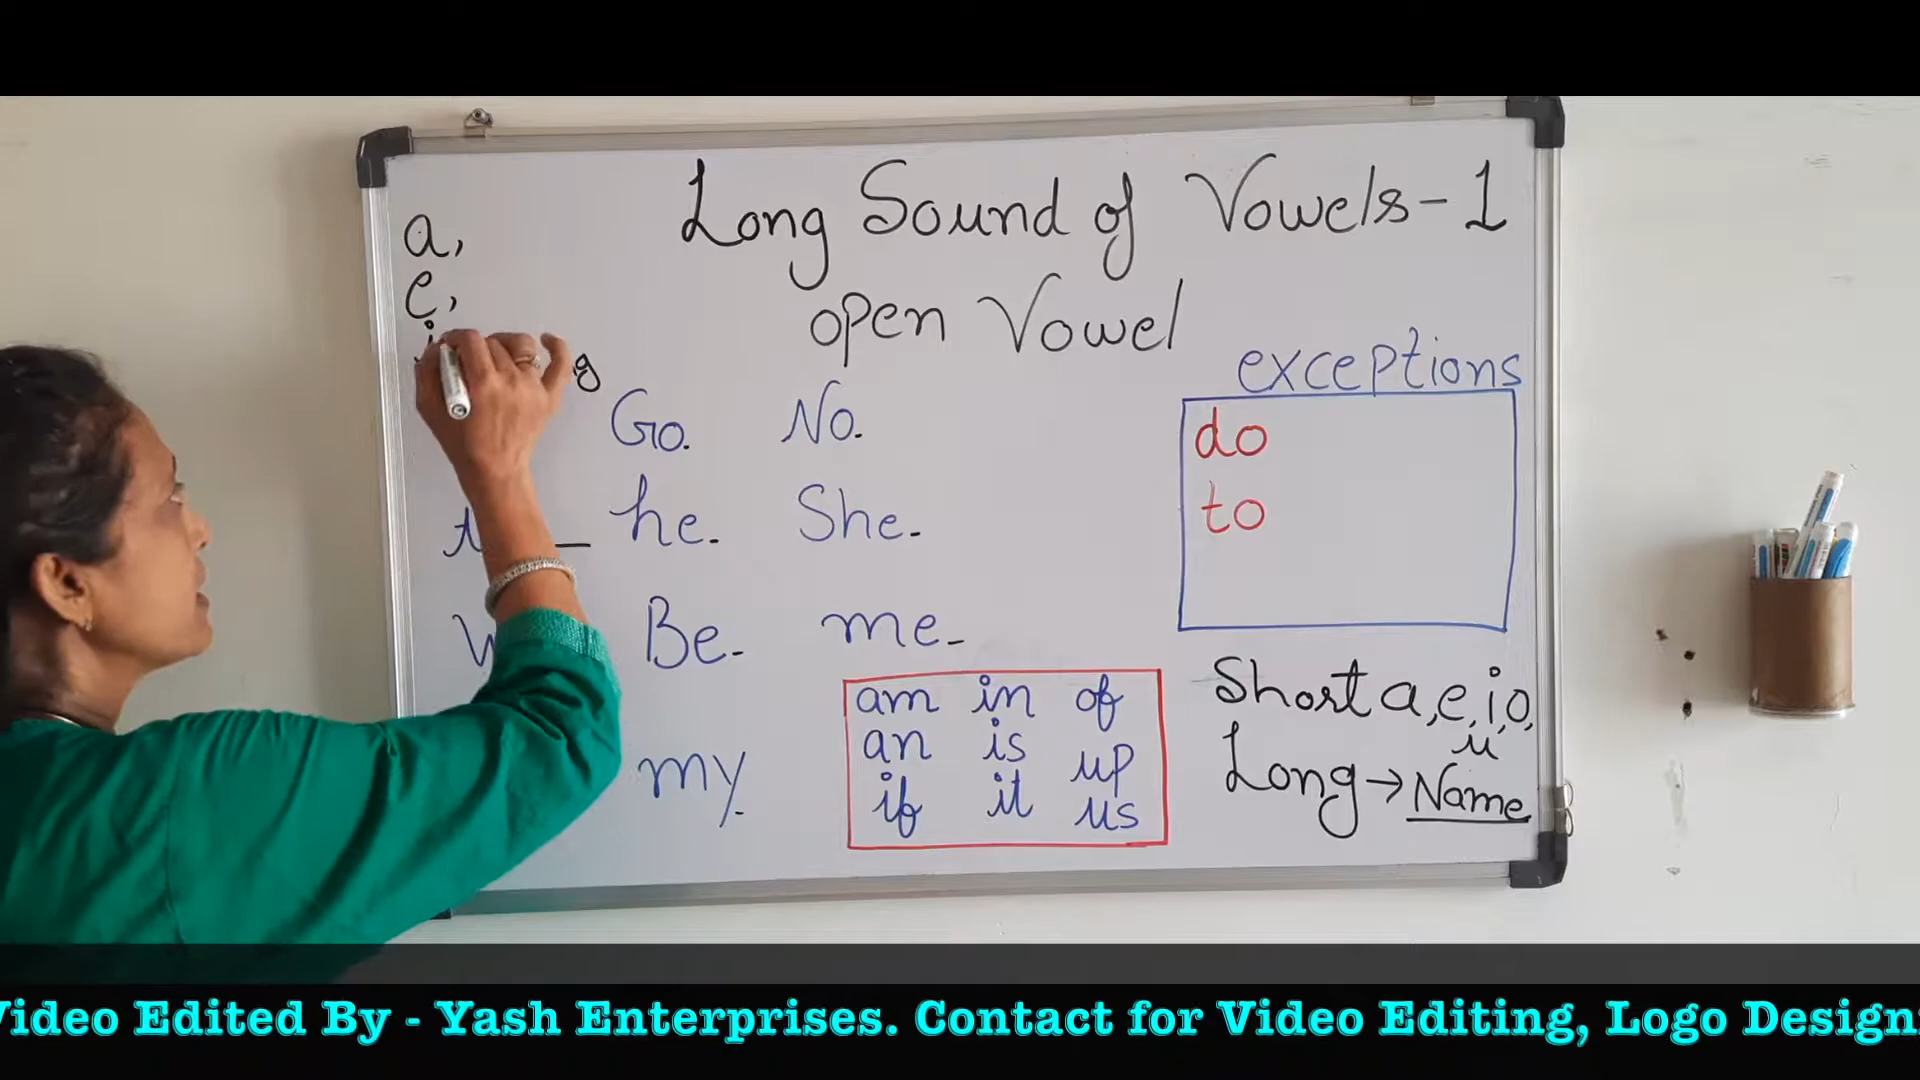 a,
e,
i
Long Sound of Vowels-1
open Vowel
Go. No.
he. She.
Be. me.
my.
exceptions
do
to
am in of
an is up
if it us
Short a, e, i, o,
u
Long → Name
Video Edited By - Yash Enterprises. Contact for Video Editing, Logo Design